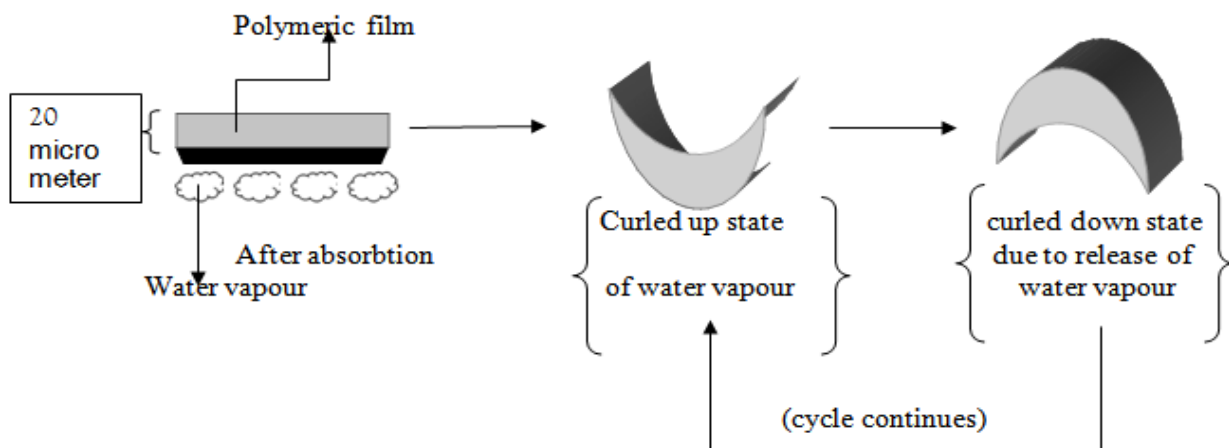 Polymeric film
20
micro
meter
After absorbtion
Water vapour
Curled up state
of water vapour
curled down state
due to release of
water vapour
(cycle continues)